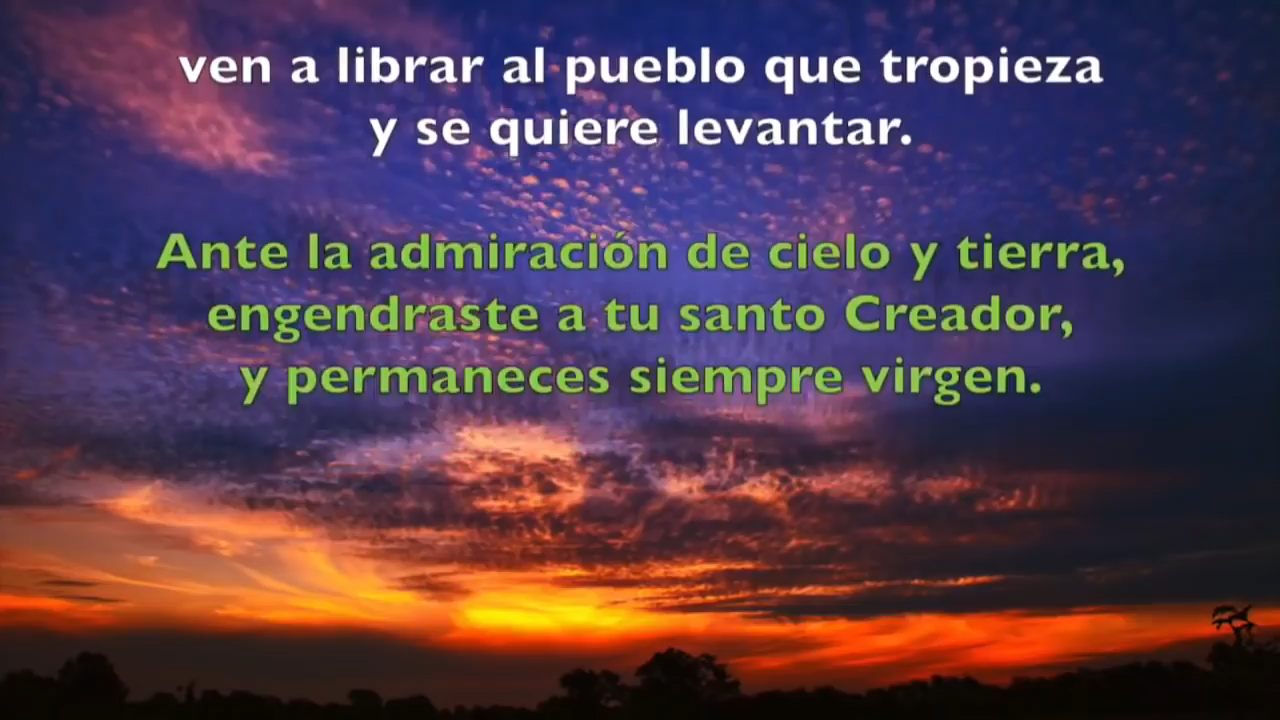 ven a librar al pueblo que tropieza
y se quiere levantar.
Ante la admiración de cielo y tierra,
engendraste a tu santo Creador,
y permaneces siempre virgen.